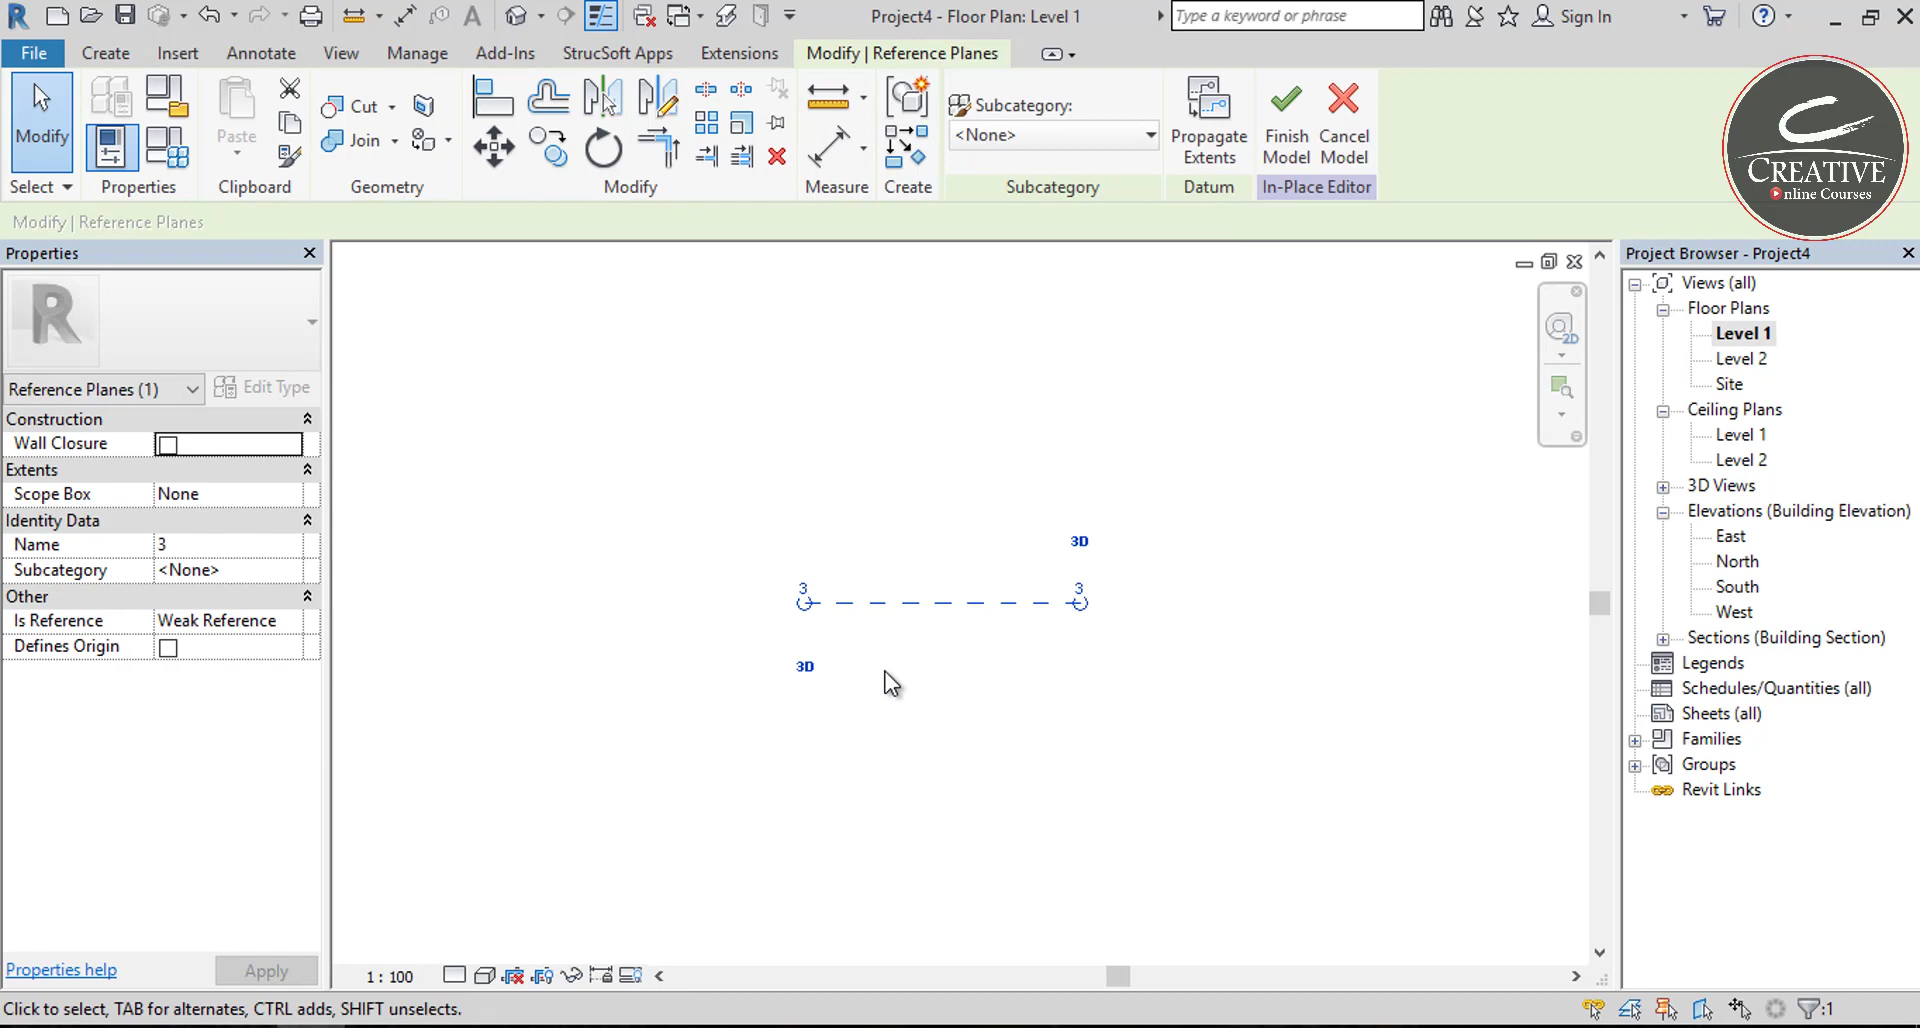 Project4 - Floor Plan: Level 1
Type a keyword or phrase
Sign In
File
Create
Insert
Annotate
View
Manage
Add-Ins
StrucSoft Apps
Extensions
Modify | Reference Planes
Modify
Paste
Cut
Join
Subcategory:
<None>
Propagate
Extents
Finish
Model
Cancel
Model
Select
Properties
Clipboard
Geometry
Modify
Measure
Create
Subcategory
Datum
In-Place Editor
CREATIVE
Online Courses
Modify | Reference Planes
Properties
Reference Planes (1)
Edit Type
Construction
Wall Closure
Extents
Scope Box
None
Identity Data
Name
3
Subcategory
<None>
Other
Is Reference
Weak Reference
Defines Origin
Properties help
Apply
2D
3D
3
3
3D
1 : 100
Project Browser - Project4
Views (all)
Floor Plans
Level 1
Level 2
Site
Ceiling Plans
Level 1
Level 2
3D Views
Elevations (Building Elevation)
East
North
South
West
Sections (Building Section)
Legends
Schedules/Quantities (all)
Sheets (all)
Families
Groups
Revit Links
Click to select, TAB for alternates, CTRL adds, SHIFT unselects.
:1